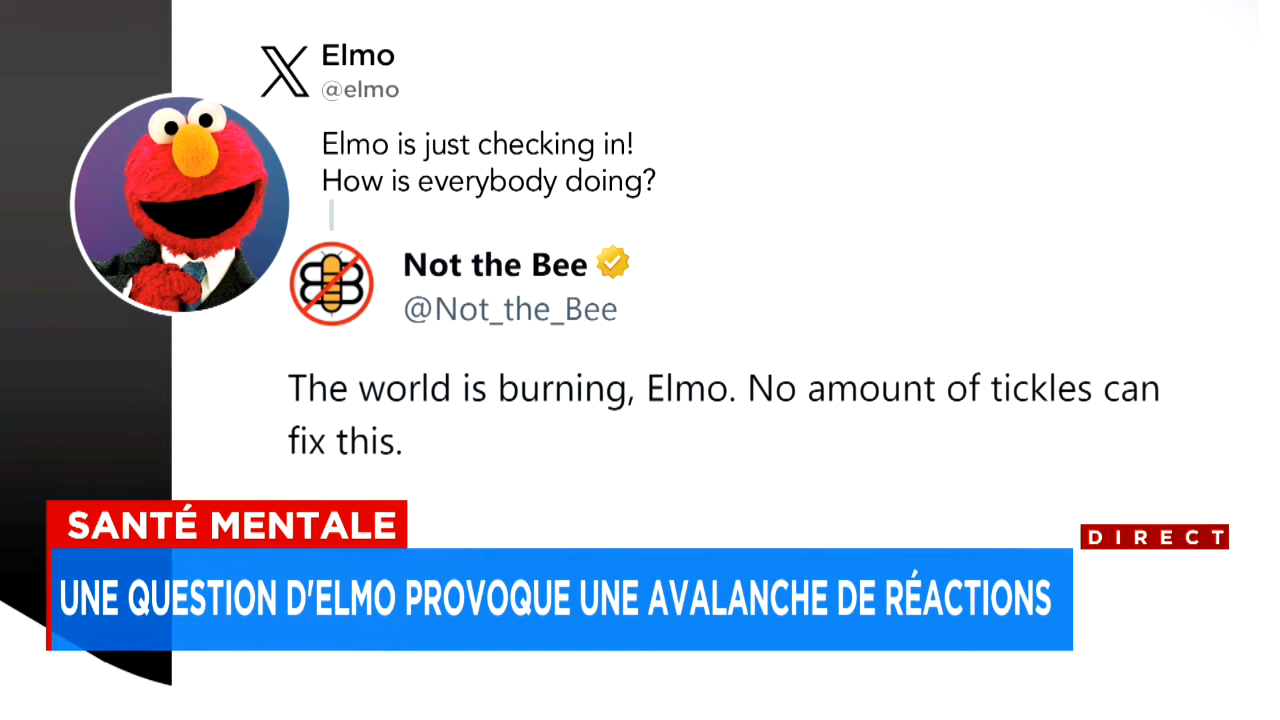 Elmo
@elmo
Elmo is just checking in!
How is everybody doing?
Not the Bee
@Not_the_Bee
The world is burning, Elmo. No amount of tickles can
fix this.
SANTÉ MENTALE
DIRECT
UNE QUESTION D'ELMO PROVOQUE UNE AVALANCHE DE RÉACTIONS